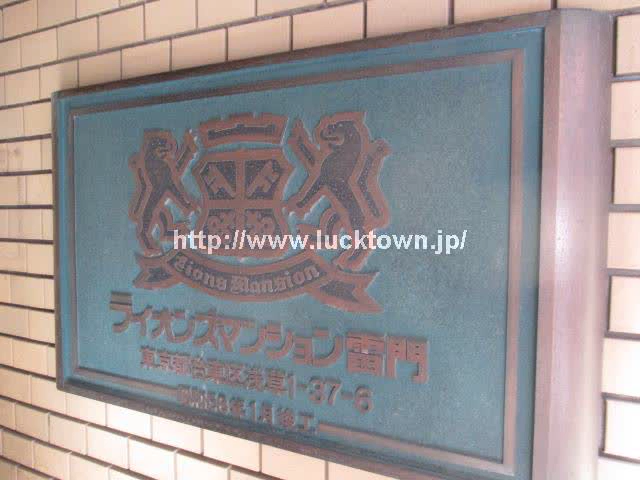 http://www.lucktown.jp/
Lions Mansion
ライオンズマンション雷門
東京都台東区浅草1-37-6
昭和58年1月竣工